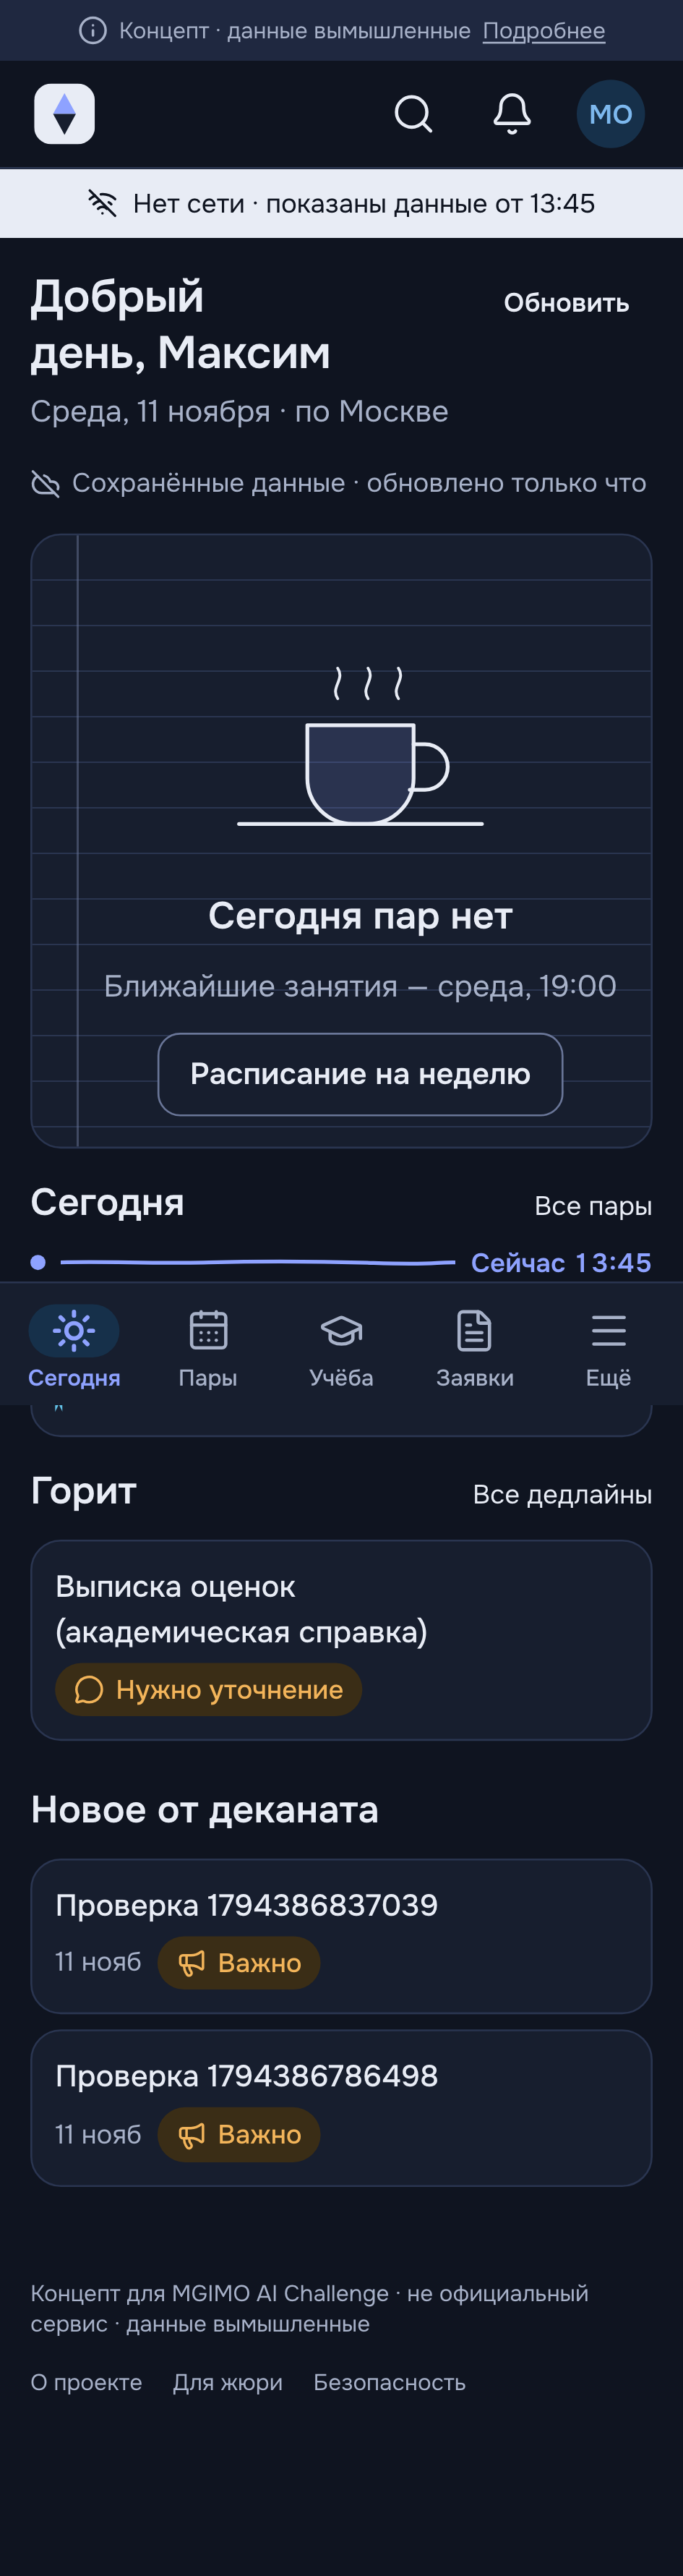 Концепт · данные вымышленные Подробнее
МО
Нет сети · показаны данные от 13:45
Добрый
день, Максим
Обновить
Среда, 11 ноября · по Москве
Сохранённые данные · обновлено только что
Сегодня пар нет
Ближайшие занятия — среда, 19:00
Расписание на неделю
Сегодня
Все пары
Сейчас 13:45
Сегодня
Пары
Учёба
Заявки
Ещё
Горит
Все дедлайны
Выписка оценок
(академическая справка)
Нужно уточнение
Новое от деканата
Проверка 1794386837039
11 нояб
Важно
Проверка 1794386786498
11 нояб
Важно
Концепт для MGIMO AI Challenge · не официальный
сервис · данные вымышленные
О проекте
Для жюри
Безопасность